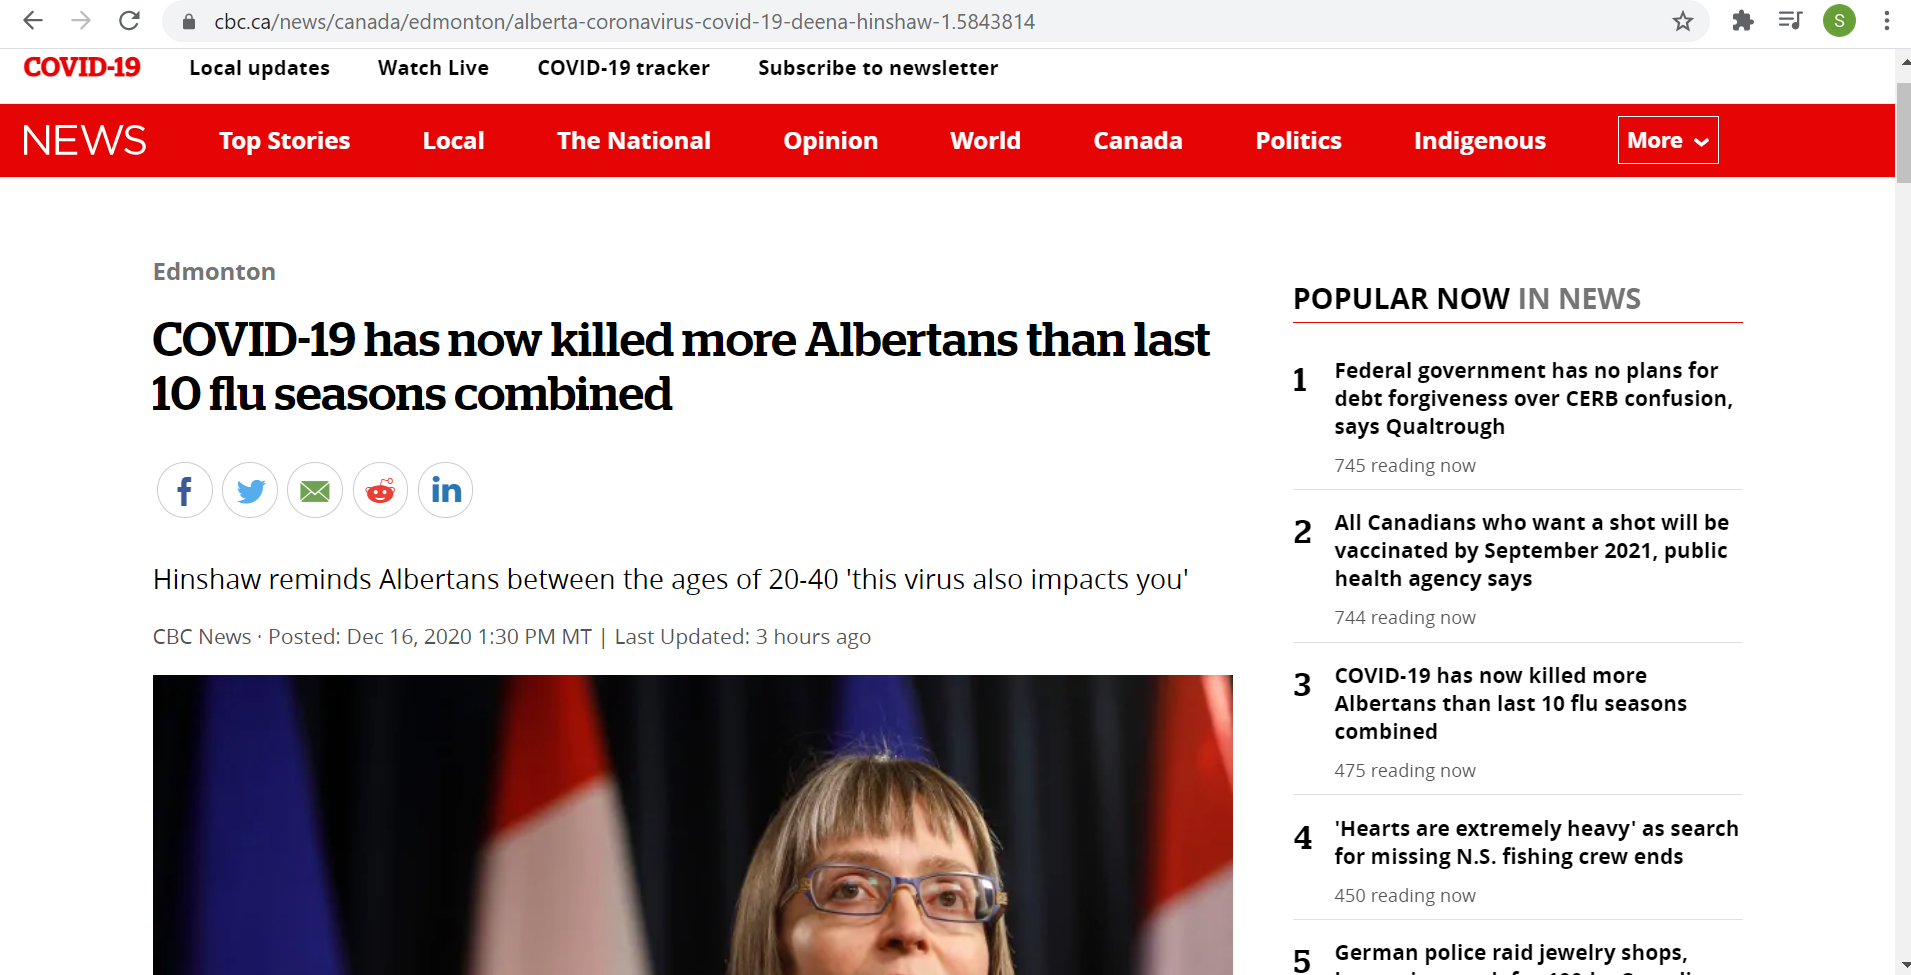 cbc.ca/news/canada/edmonton/alberta-coronavirus-covid-19-deena-hinshaw-1.5843814
S
COVID-19 Local updates Watch Live COVID-19 tracker Subscribe to newsletter
NEWS Top Stories Local The National Opinion World Canada Politics Indigenous More
Edmonton
COVID-19 has now killed more Albertans than last
10 flu seasons combined
f in
Hinshaw reminds Albertans between the ages of 20-40 'this virus also impacts you'
CBC News · Posted: Dec 16, 2020 1:30 PM MT | Last Updated: 3 hours ago
POPULAR NOW IN NEWS
1 Federal government has no plans for
debt forgiveness over CERB confusion,
says Qualtrough
745 reading now
2 All Canadians who want a shot will be
vaccinated by September 2021, public
health agency says
744 reading now
3 COVID-19 has now killed more
Albertans than last 10 flu seasons
combined
475 reading now
4 'Hearts are extremely heavy' as search
for missing N.S. fishing crew ends
450 reading now
5 German police raid jewelry shops,